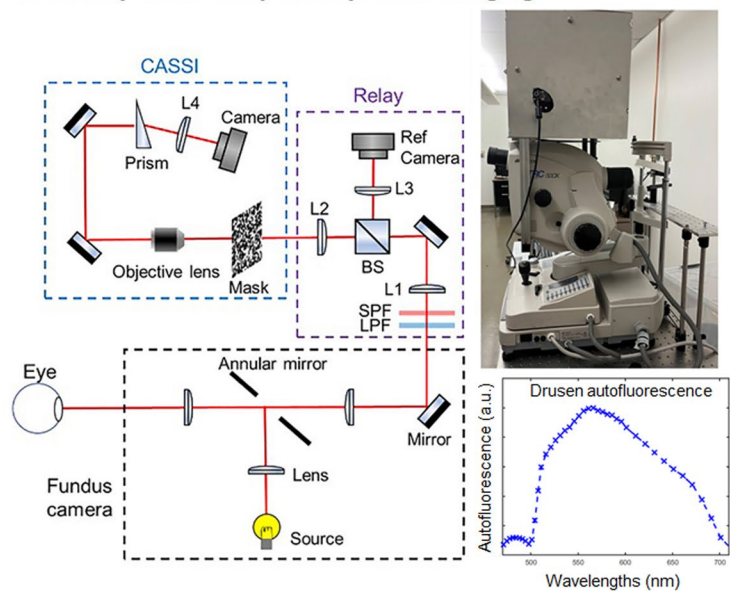 CASSI
L4
Camera
Prism
Objective lens
Mask
Relay
Ref
Camera
L3
L2
BS
L1
SPF
LPF
Eye
Annular mirror
Mirror
Lens
Fundus
camera
Source
Drusen autofluorescence
Autofluorescence (a.u.)
500
550
600
650
700
Wavelengths (nm)